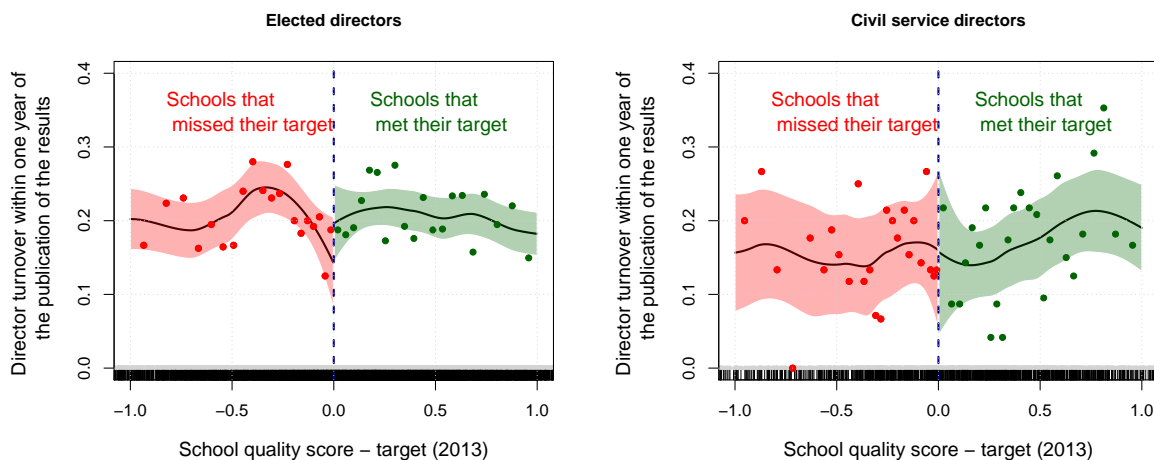 Elected directors
Director turnover within one year of
the publication of the results
0.4
0.3
0.2
0.1
0.0
Schools that
missed their target
Schools that
met their target
−1.0
−0.5
0.0
0.5
1.0
School quality score − target (2013)
Civil service directors
Director turnover within one year of
the publication of the results
0.4
0.3
0.2
0.1
0.0
Schools that
missed their target
Schools that
met their target
−1.0
−0.5
0.0
0.5
1.0
School quality score − target (2013)